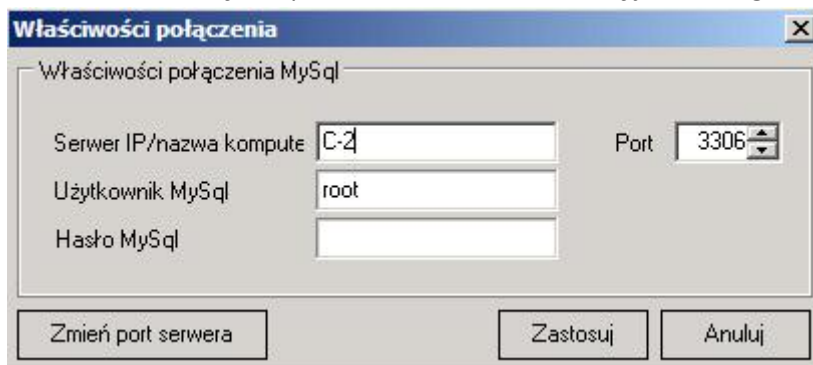 Właściwości połączenia
Właściwości połączenia MySql
Serwer IP/nazwa kompute C-2 Port 3306
Użytkownik MySql root
Hasło MySql
Zmień port serwera Zastosuj Anuluj